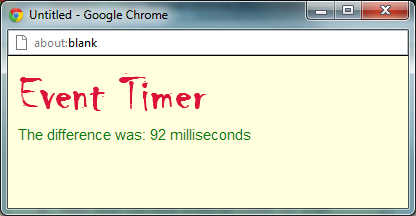 Untitled - Google Chrome
about:blank
Event Timer
The difference was: 92 milliseconds